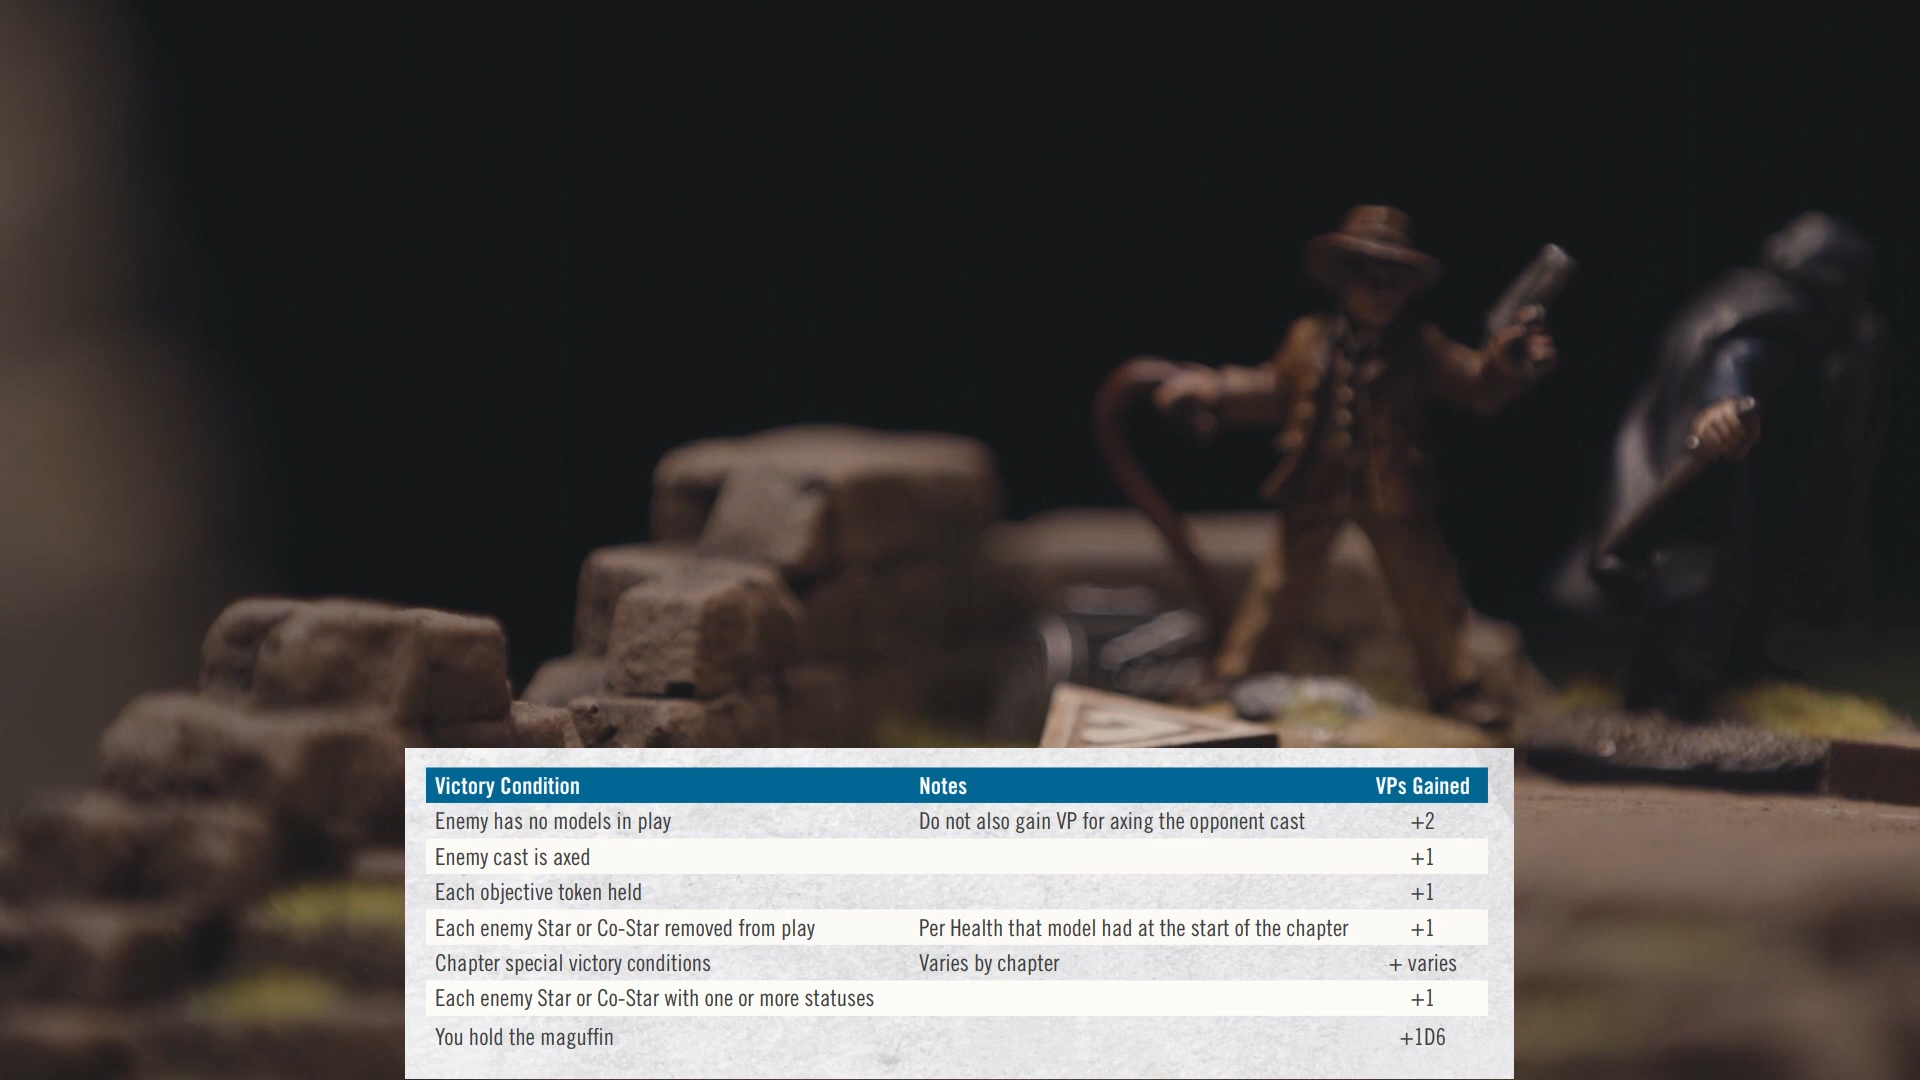 Victory Condition Notes VPs Gained
Enemy has no models in play Do not also gain VP for axing the opponent cast +2
Enemy cast is axed +1
Each objective token held +1
Each enemy Star or Co-Star removed from play Per Health that model had at the start of the chapter +1
Chapter special victory conditions Varies by chapter + varies
Each enemy Star or Co-Star with one or more statuses +1
You hold the maguffin +1D6